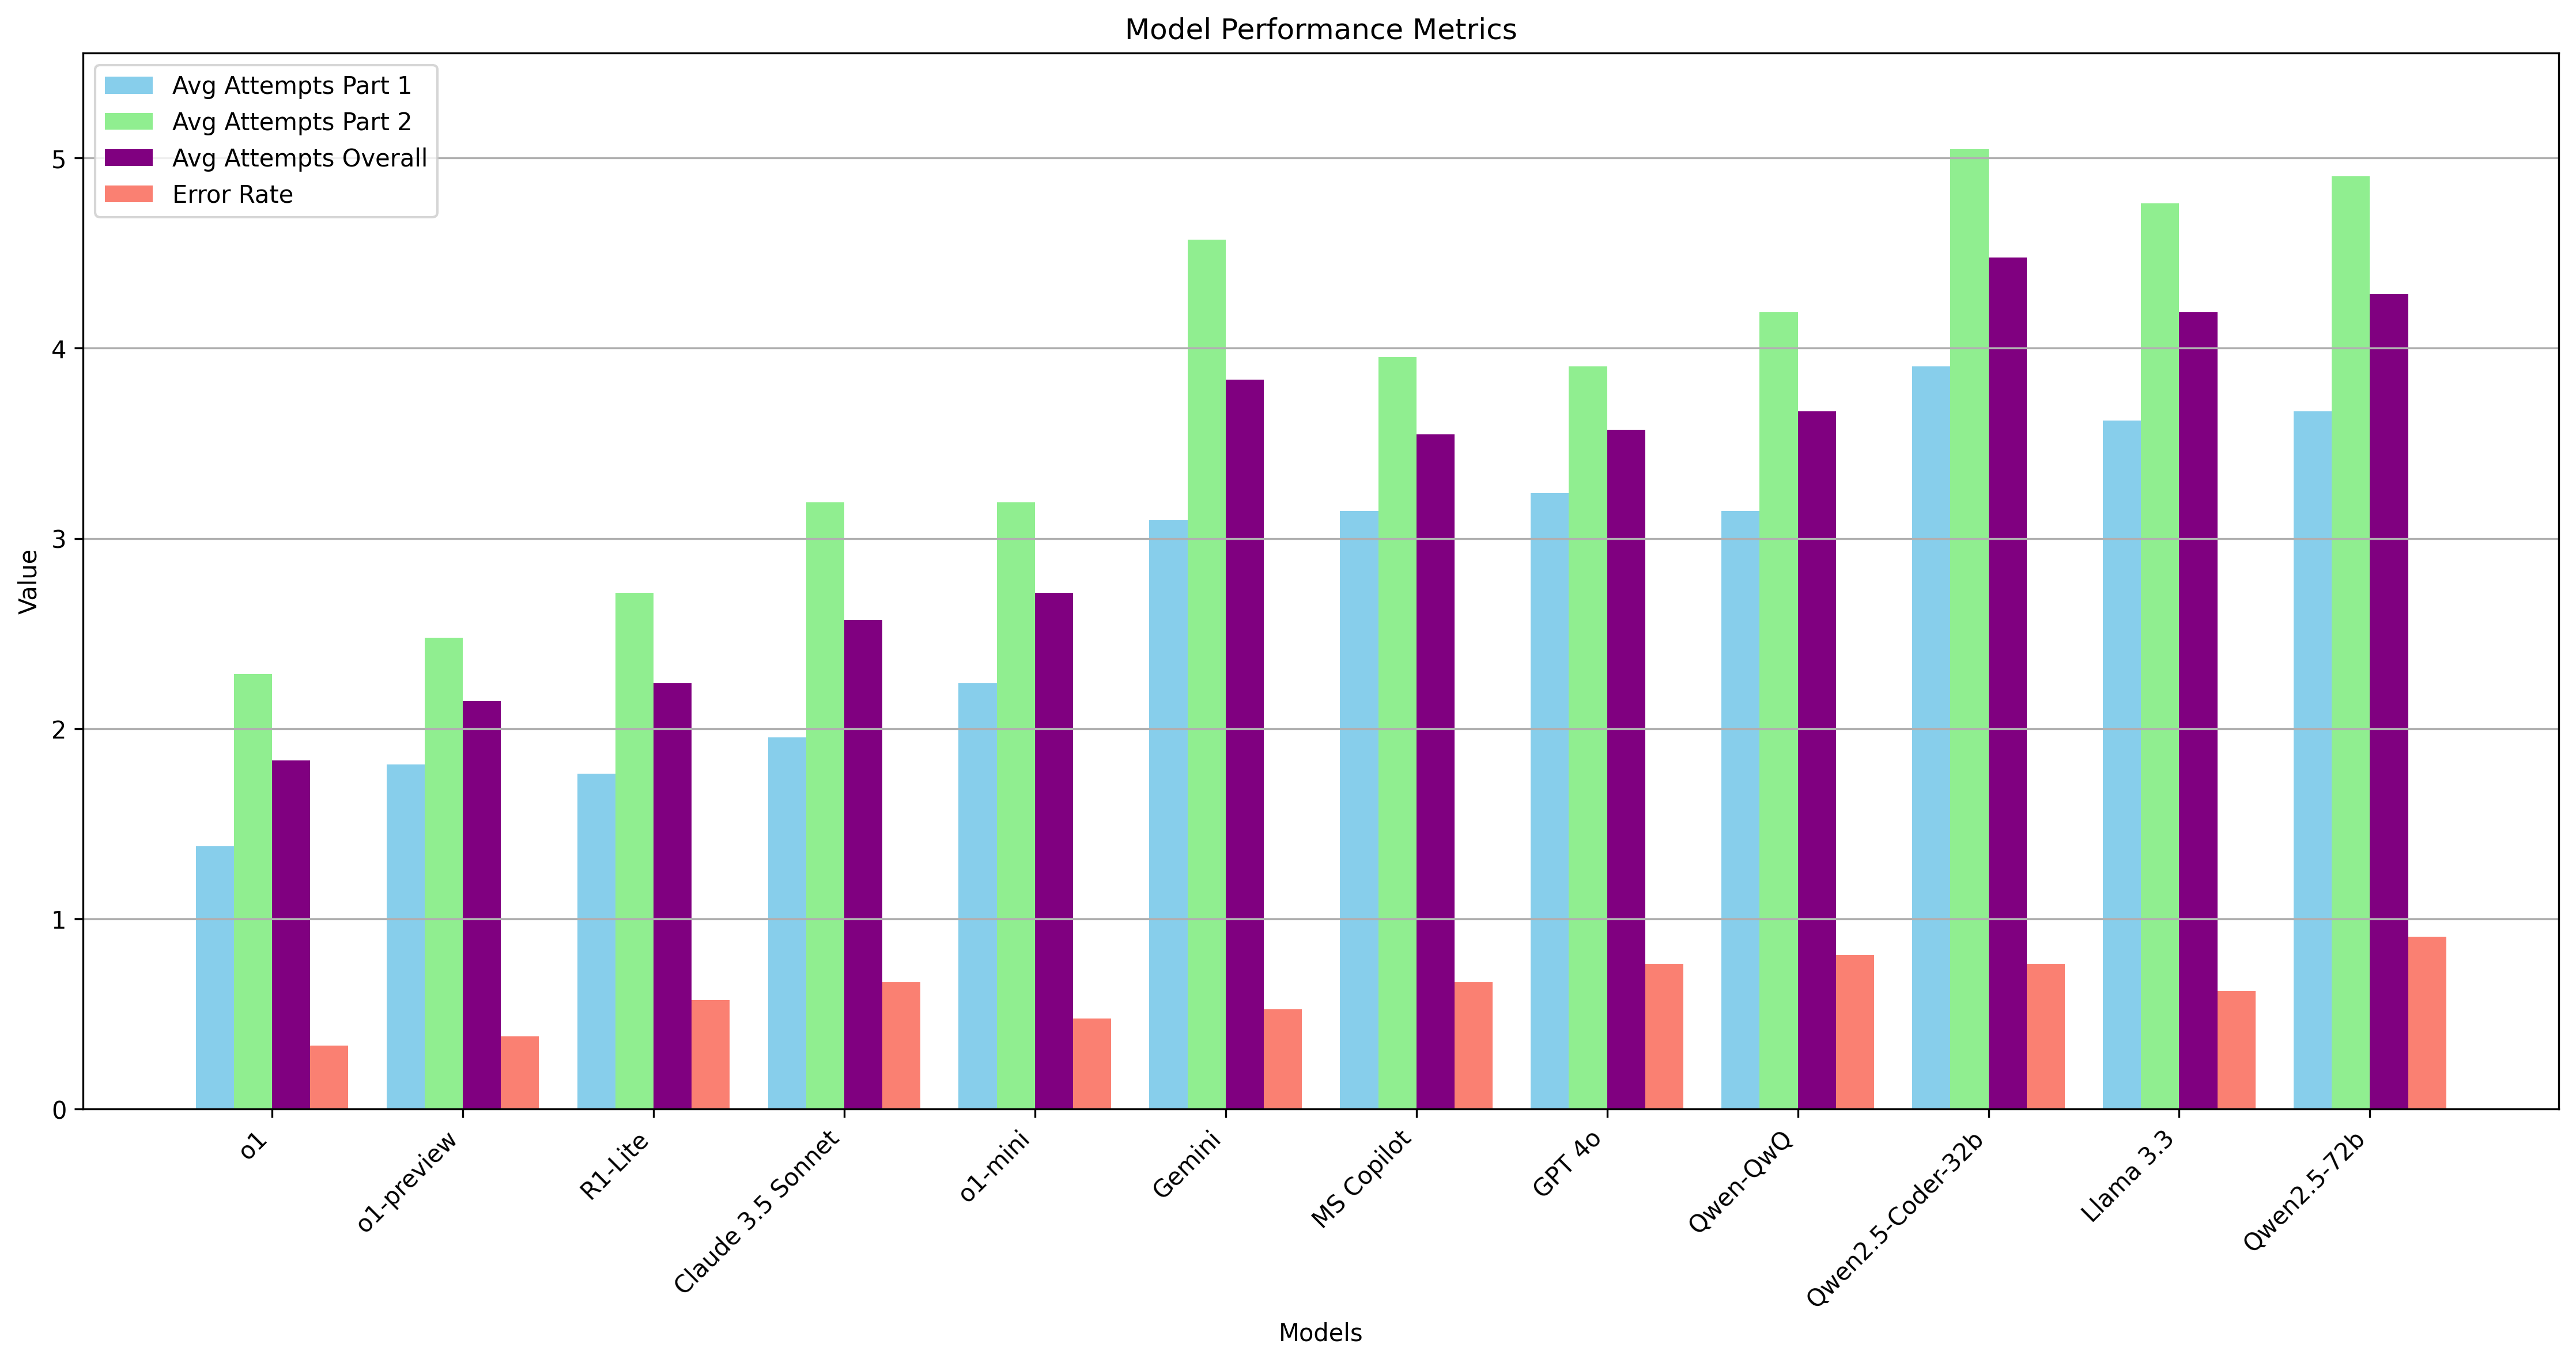 Model Performance Metrics
Avg Attempts Part 1
Avg Attempts Part 2
Avg Attempts Overall
Error Rate
Value
5
4
3
2
1
0
o1
o1-preview
R1-Lite
Claude 3.5 Sonnet
o1-mini
Gemini
MS Copilot
GPT 4o
Qwen-QwQ
Qwen2.5-Coder-32b
Llama 3.3
Qwen2.5-72b
Models